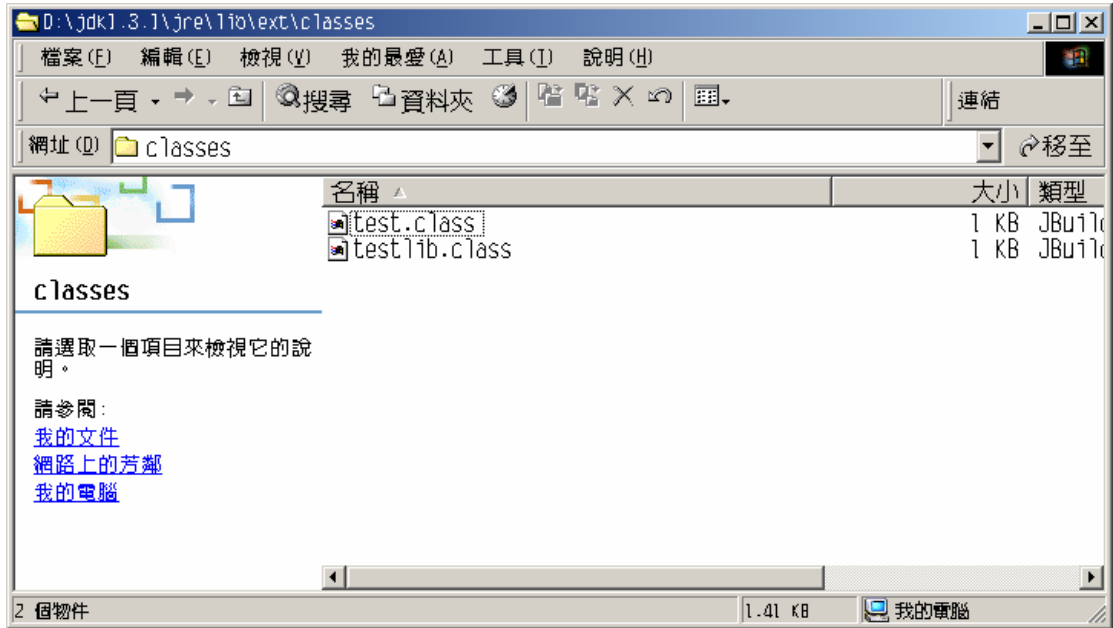 D:\jdk1.3.1\jre\lib\ext\classes
檔案(F) 編輯(E) 檢視(V) 我的最愛(A) 工具(T) 說明(H)
上一頁 搜尋 資料夾 連結
網址(D) classes 移至
名稱 大小 類型
test.class 1 KB JBuild
testlib.class 1 KB JBuild
classes
請選取一個項目來檢視它的說
明。
請參閱:
我的文件
網路上的芳鄰
我的電腦
2 個物件 1.41 KB 我的電腦